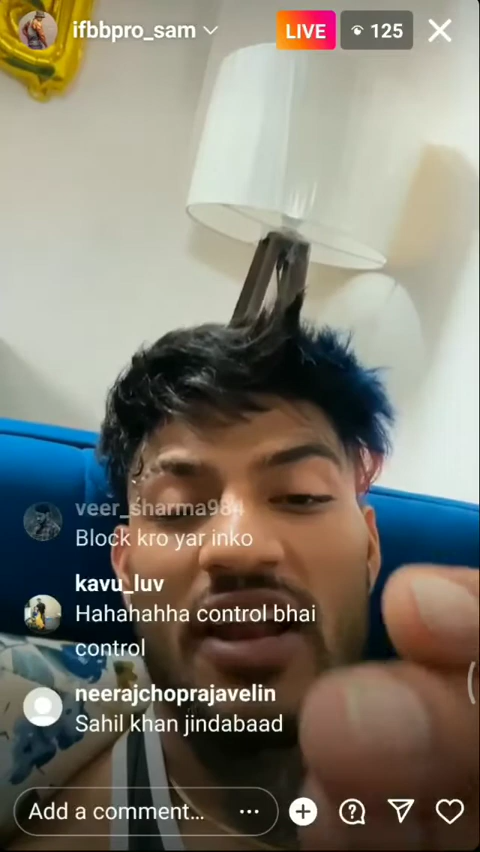 ifbbpro_sam
LIVE
125
veer_sharma984
Block kro yar inko
kavu_luv
Hahahahha control bhai
control
neerajchoprajavelin
Sahil khan jindabaad
Add a comment...